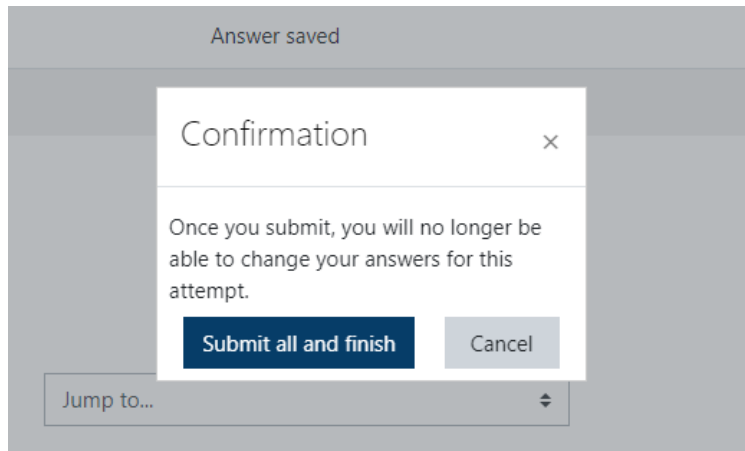 Answer saved
Confirmation ×
Once you submit, you will no longer be
able to change your answers for this
attempt.
Submit all and finish Cancel
Jump to...